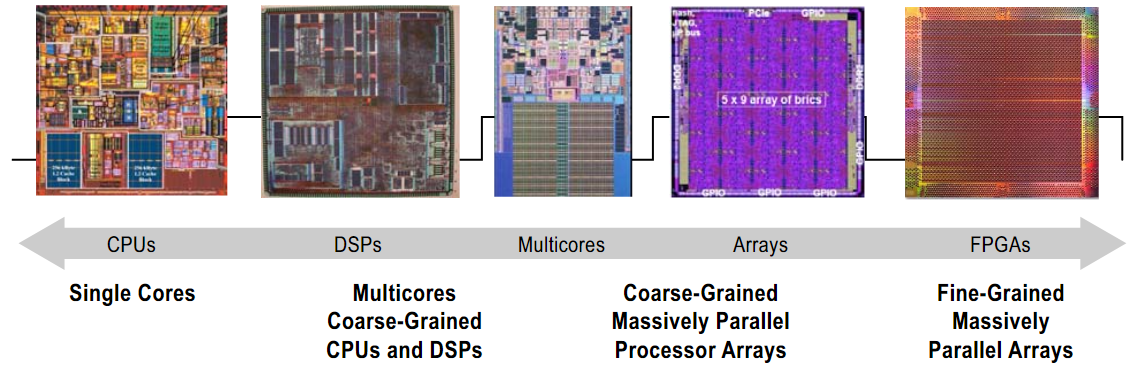 256 kByte
L2 Cache
Block
256 kByte
L2 Cache
Block
flash,
JTAG,
µP bus
PCIe
GPIO
DDR2
DDR2
5 x 9 array of brics
GPIO
GPIO
GPIO
GPIO
CPUs
DSPs
Multicores
Arrays
FPGAs
Single Cores
Multicores
Coarse-Grained
CPUs and DSPs
Coarse-Grained
Massively Parallel
Processor Arrays
Fine-Grained
Massively
Parallel Arrays